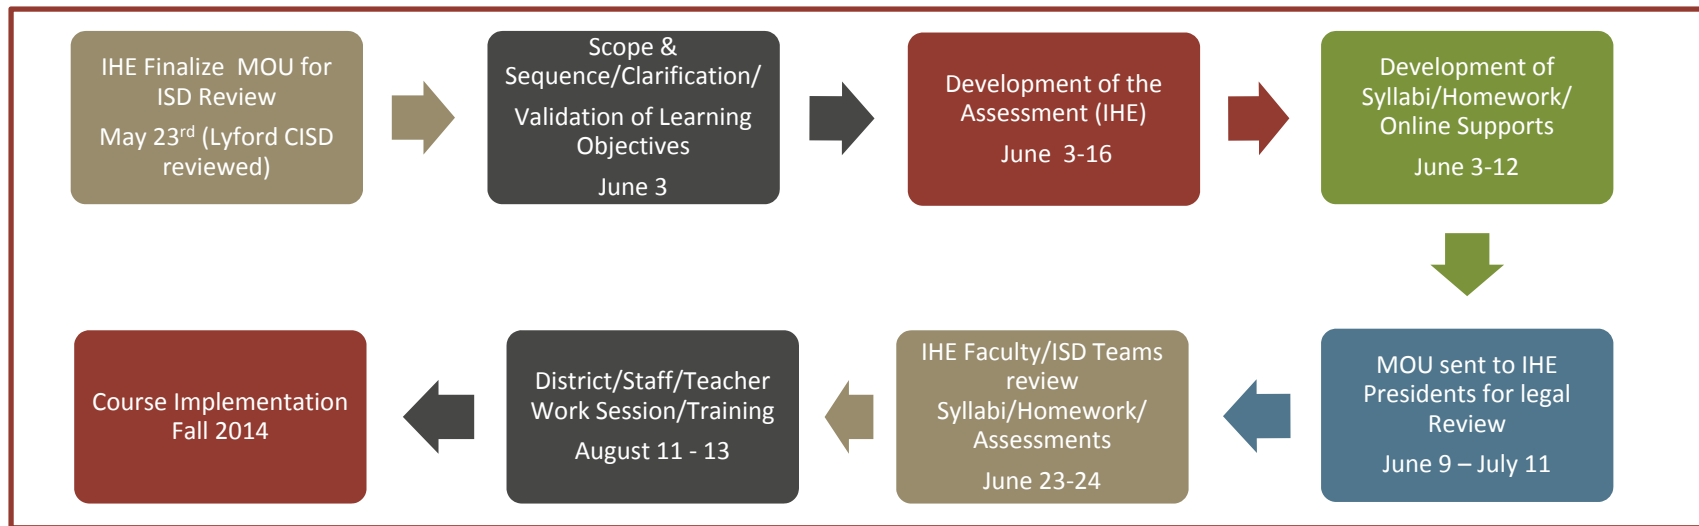 IHE Finalize  MOU for
ISD Review
May 23rd (Lyford CISD
reviewed)
Scope &
Sequence/Clarification/
Validation of Learning
Objectives
June 3
Development of the
Assessment (IHE)
June  3-16
Development of
Syllabi/Homework/
Online Supports
June 3-12
MOU sent to IHE
Presidents for legal
Review
June 9 – July 11
IHE Faculty/ISD Teams
review
Syllabi/Homework/
Assessments
June 23-24
District/Staff/Teacher
Work Session/Training
August 11 - 13
Course Implementation
Fall 2014